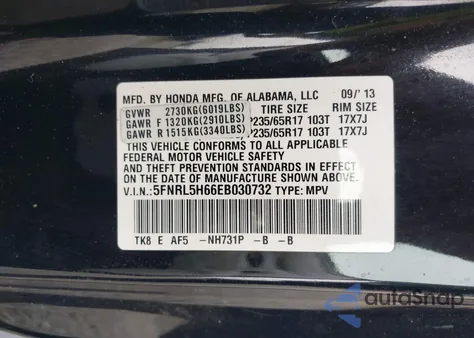 MFD. BY HONDA MFG. OF ALABAMA, LLC 09/'13
GVWR 2730KG(6019LBS) TIRE SIZE RIM SIZE
GAWR F 1320KG(2910LBS) P235/65R17 103T 17X7J
GAWR R 1515KG(3340LBS) P235/65R17 103T 17X7J
THIS VEHICLE CONFORMS TO ALL APPLICABLE
FEDERAL MOTOR VEHICLE SAFETY
AND THEFT PREVENTION STANDARDS IN EFFECT
ON THE DATE OF MANUFACTURE SHOWN ABOVE.
V.I.N.: 5FNRL5H66EB030732 TYPE: MPV
TK8 E AF5 -NH731P -B -B
autoSnap